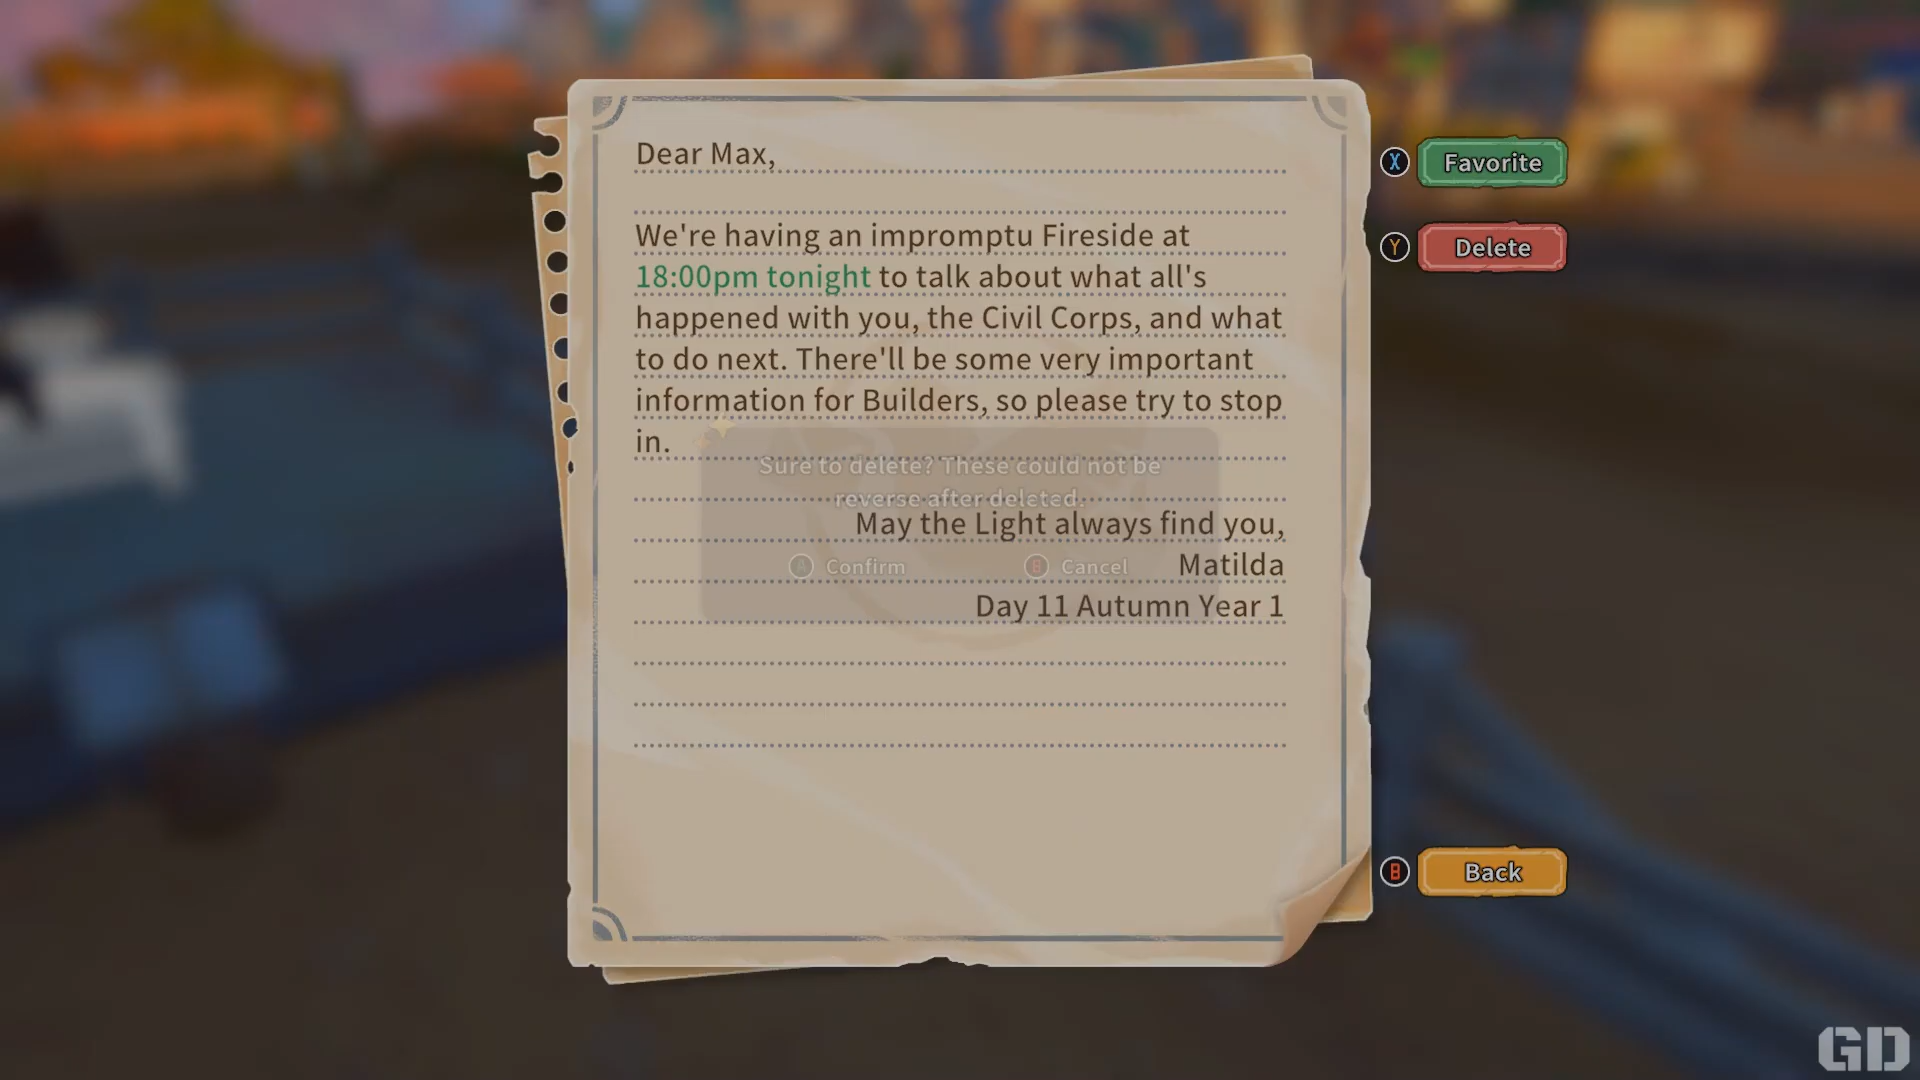 Dear Max,
We're having an impromptu Fireside at
18:00pm tonight to talk about what all's
happened with you, the Civil Corps, and what
to do next. There'll be some very important
information for Builders, so please try to stop
in.
Sure to delete? These could not be
reverse after deleted.
May the Light always find you,
A Confirm
B Cancel
Matilda
Day 11 Autumn Year 1
X Favorite
Y Delete
B Back
GD